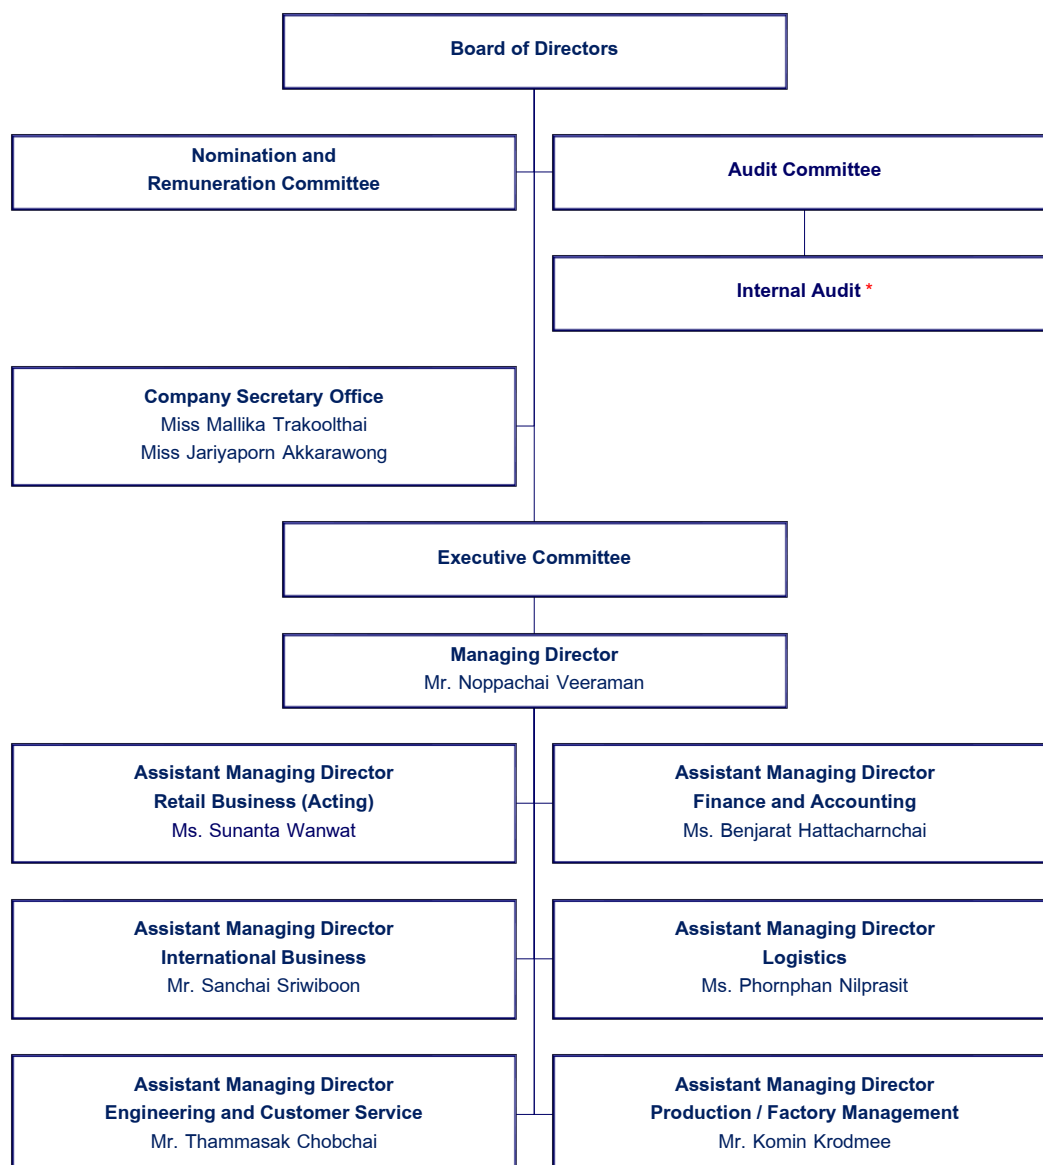 Board of Directors
Nomination and
Remuneration Committee
Audit Committee
Internal Audit *
Company Secretary Office
Miss Mallika Trakoolthai
Miss Jariyaporn Akkarawong
Executive Committee
Managing Director
Mr. Noppachai Veeraman
Assistant Managing Director
Retail Business (Acting)
Ms. Sunanta Wanwat
Assistant Managing Director
Finance and Accounting
Ms. Benjarat Hattacharnchai
Assistant Managing Director
International Business
Mr. Sanchai Sriwiboon
Assistant Managing Director
Logistics
Ms. Phornphan Nilprasit
Assistant Managing Director
Engineering and Customer Service
Mr. Thammasak Chobchai
Assistant Managing Director
Production / Factory Management
Mr. Komin Krodmee